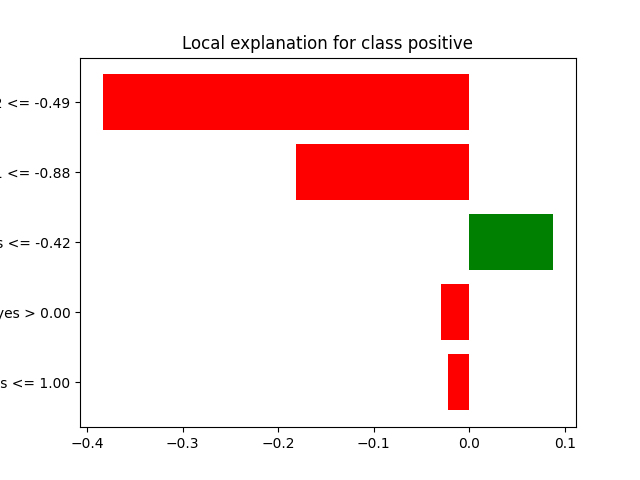 Local explanation for class positive
2 <= -0.49
<= -0.88
s <= -0.42
yes > 0.00
s <= 1.00
−0.4 −0.3 −0.2 −0.1 0.0 0.1